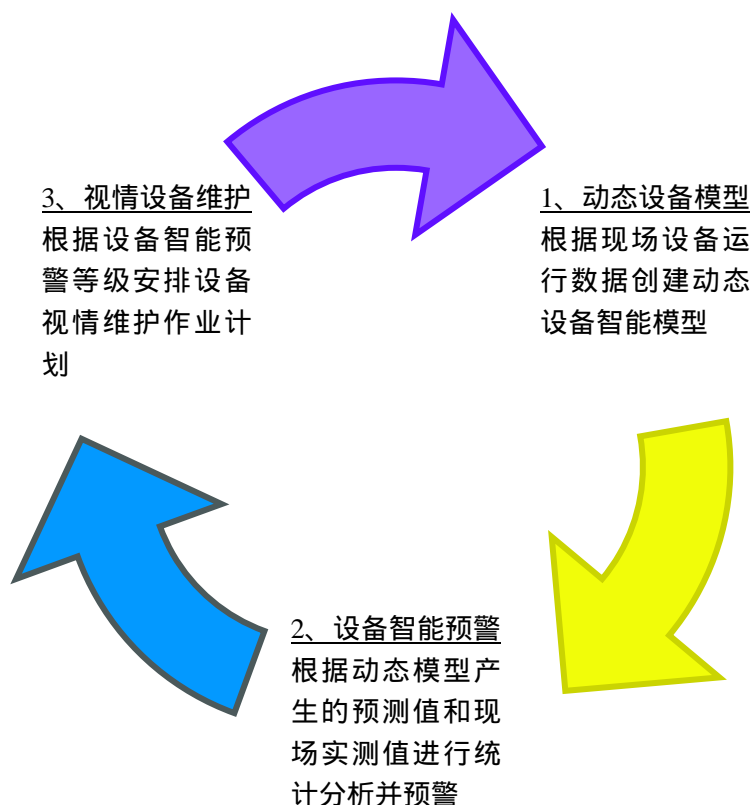 3、视情设备维护
根据设备智能预
警等级安排设备
视情维护作业计
划
1、动态设备模型
根据现场设备运
行数据创建动态
设备智能模型
2、设备智能预警
根据动态模型产
生的预测值和现
场实测值进行统
计分析并预警